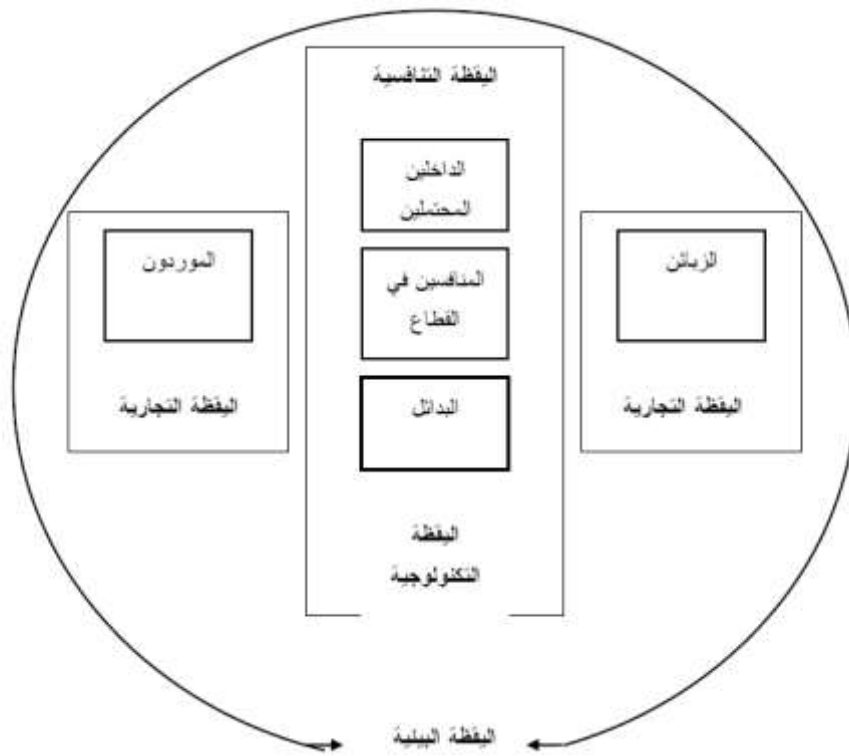 اليقظة التنافسية
الداخلين
المحتملين
الزبائن
المنافسين في
القطاع
الموردون
البدائل
اليقظة التجارية
اليقظة التجارية
اليقظة
التكنولوجية
اليقظة البيئية